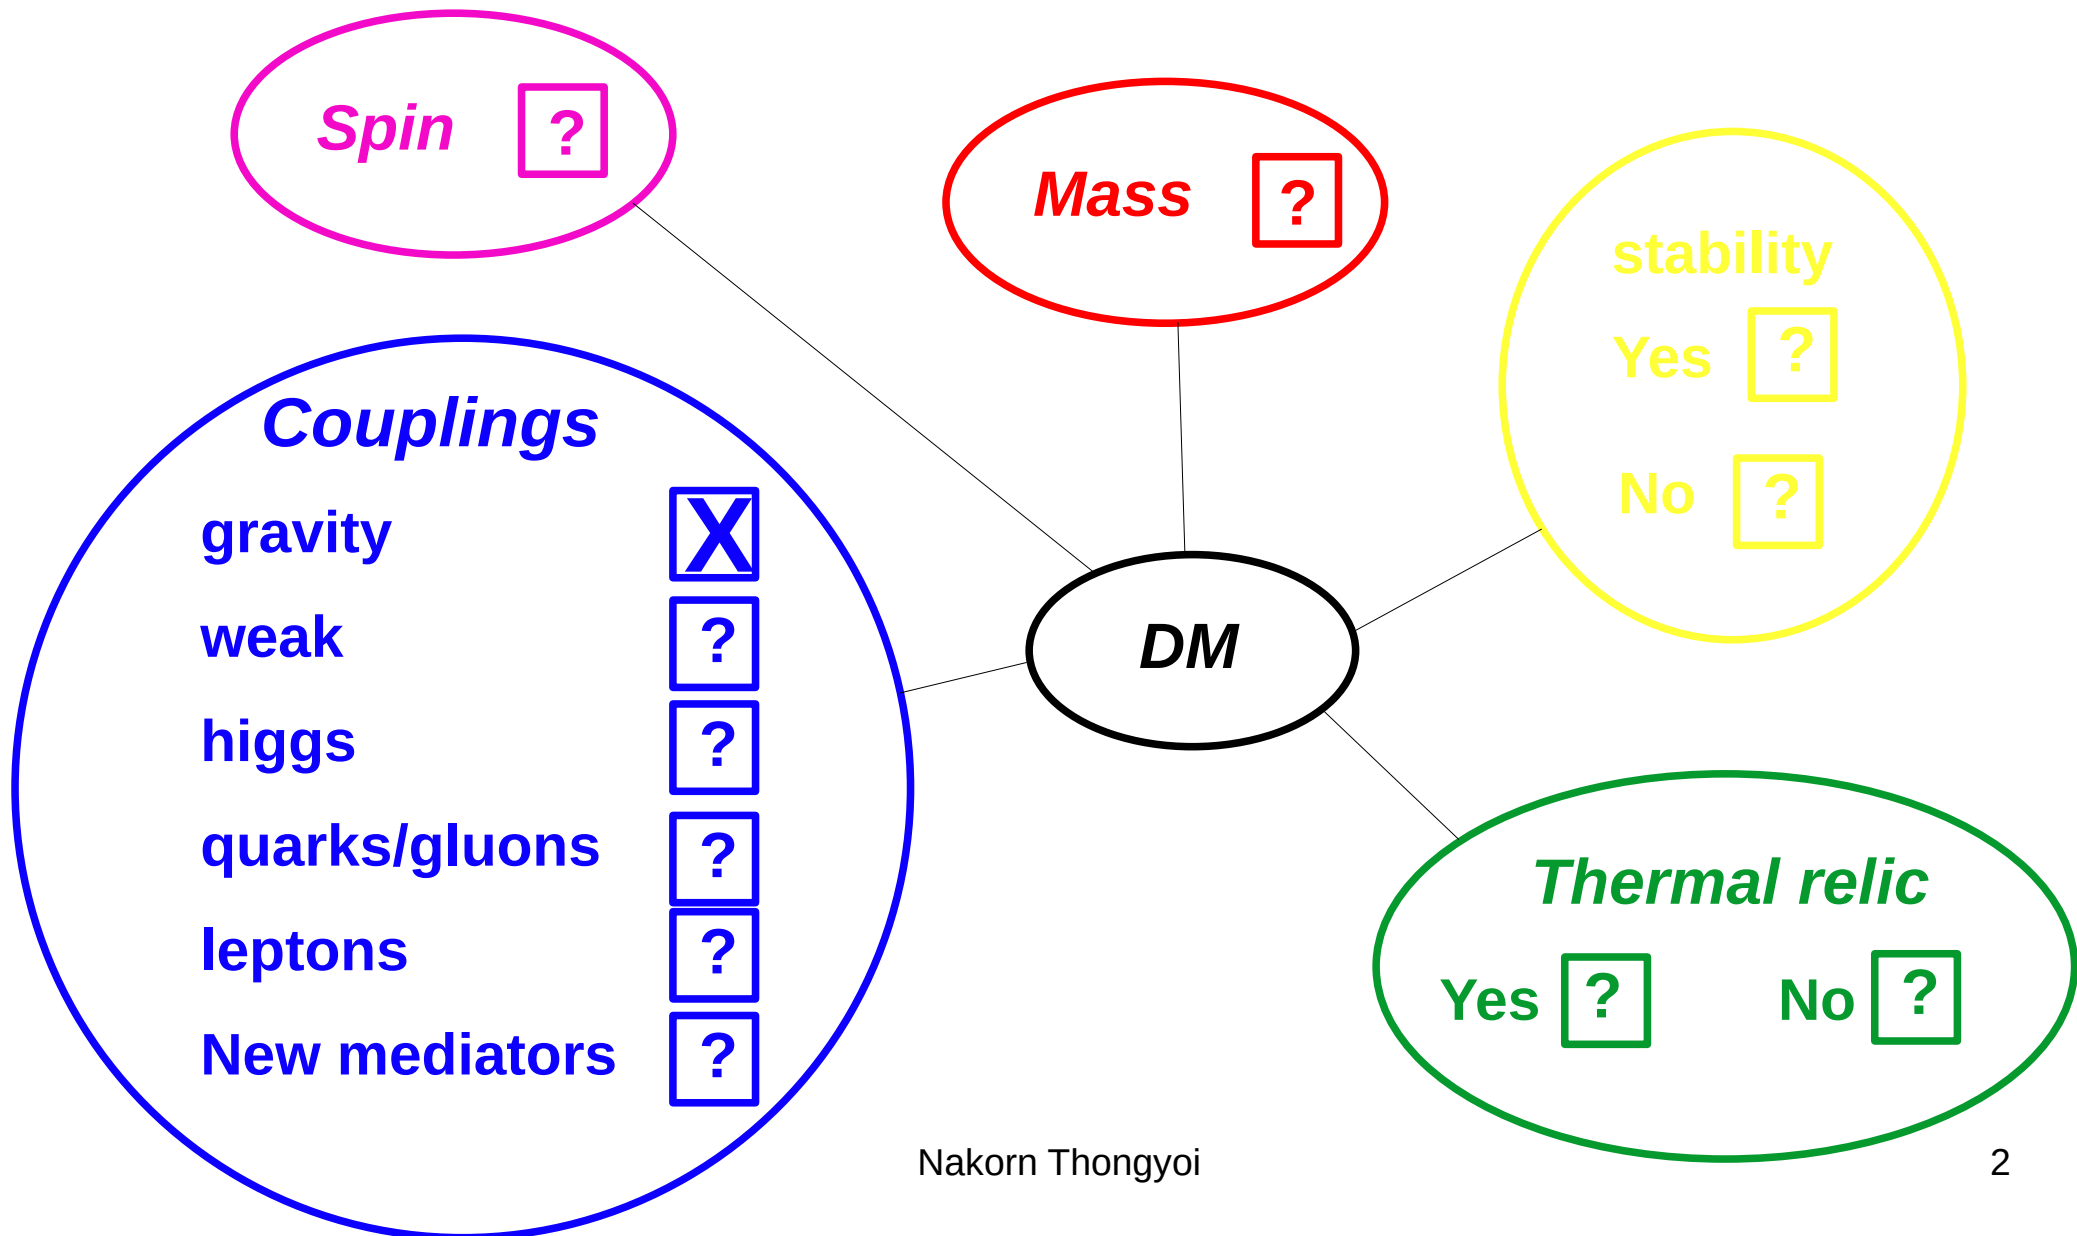 Spin ?
Mass ?
stability
Yes ?
No ?
Couplings
gravity X
weak ?
higgs ?
quarks/gluons ?
leptons ?
New mediators ?
DM
Thermal relic
Yes ? No ?
Nakorn Thongyoi
2